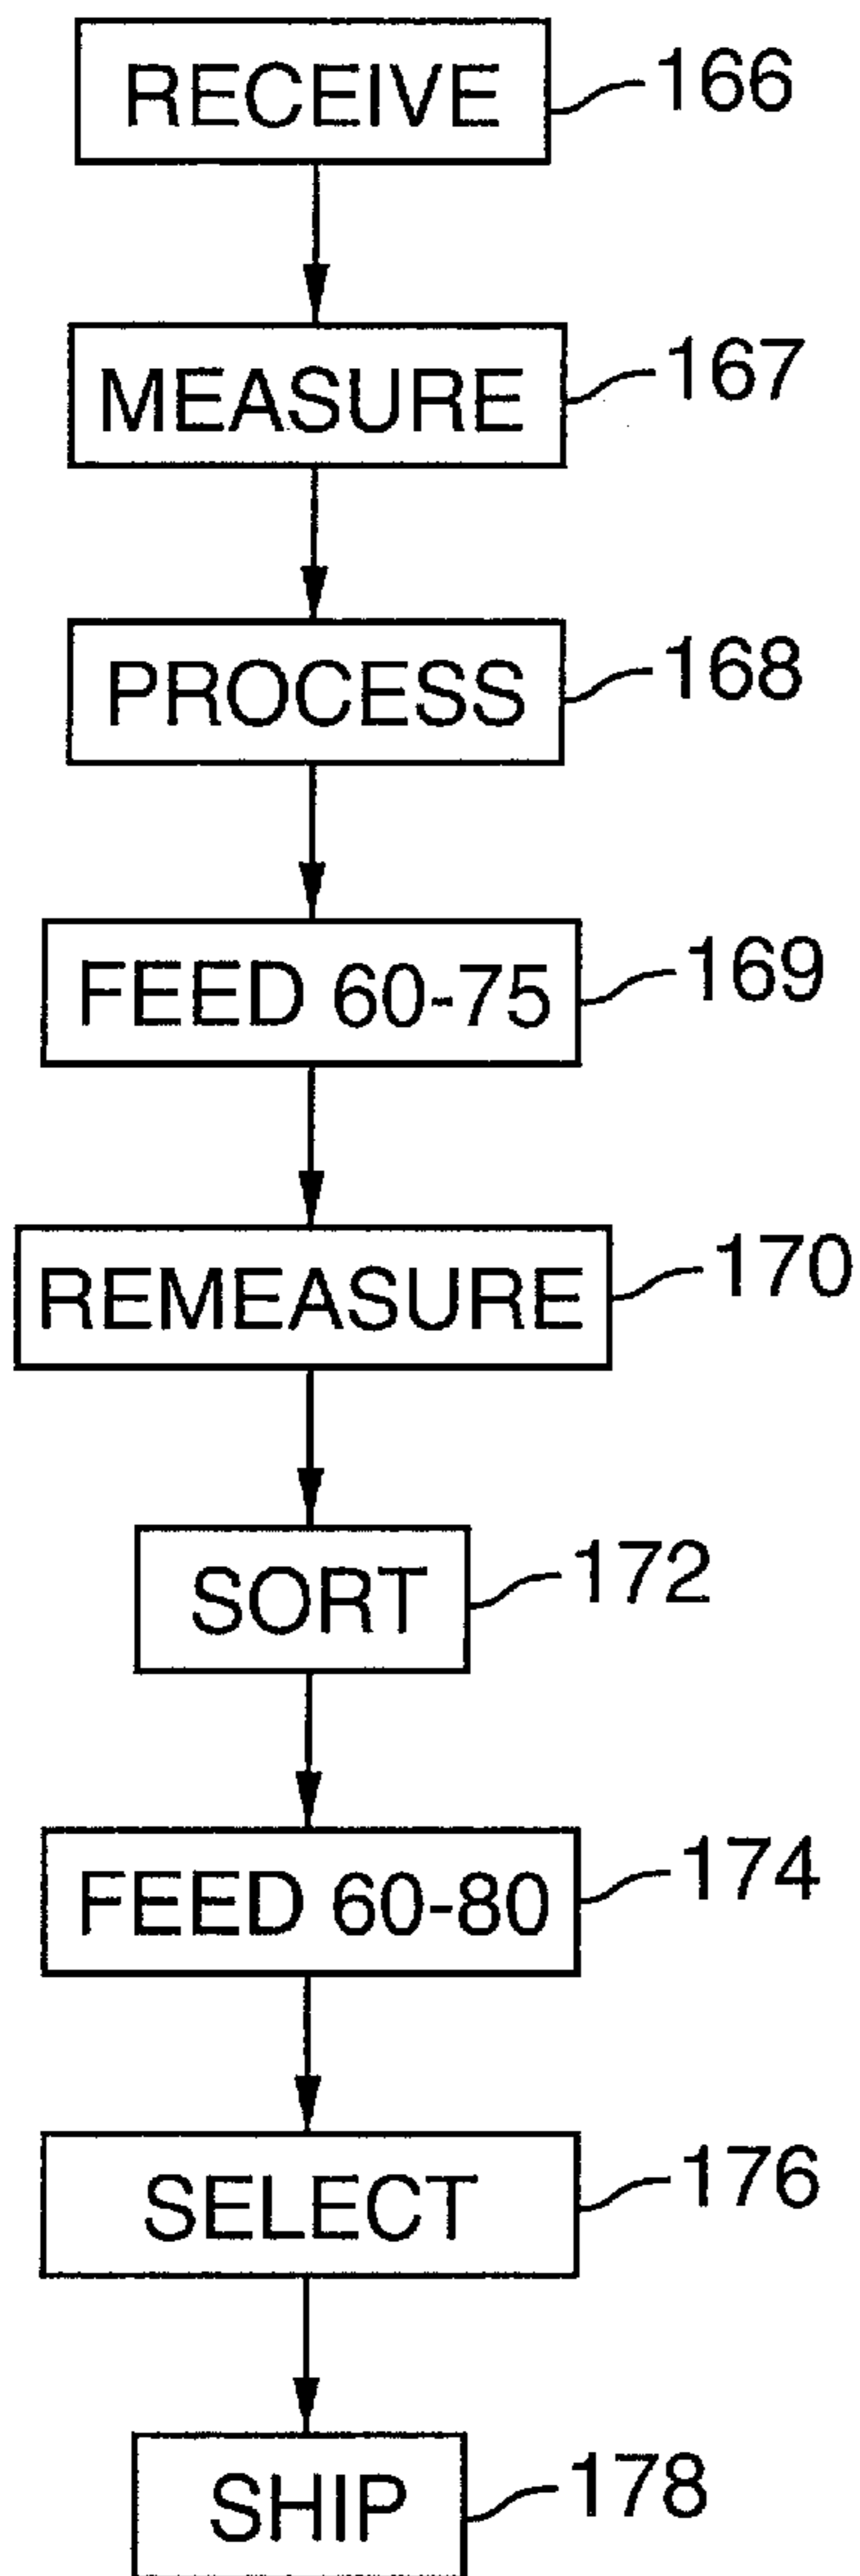 RECEIVE 166
MEASURE 167
PROCESS 168
FEED 60-75 169
REMEASURE 170
SORT 172
FEED 60-80 174
SELECT 176
SHIP 178